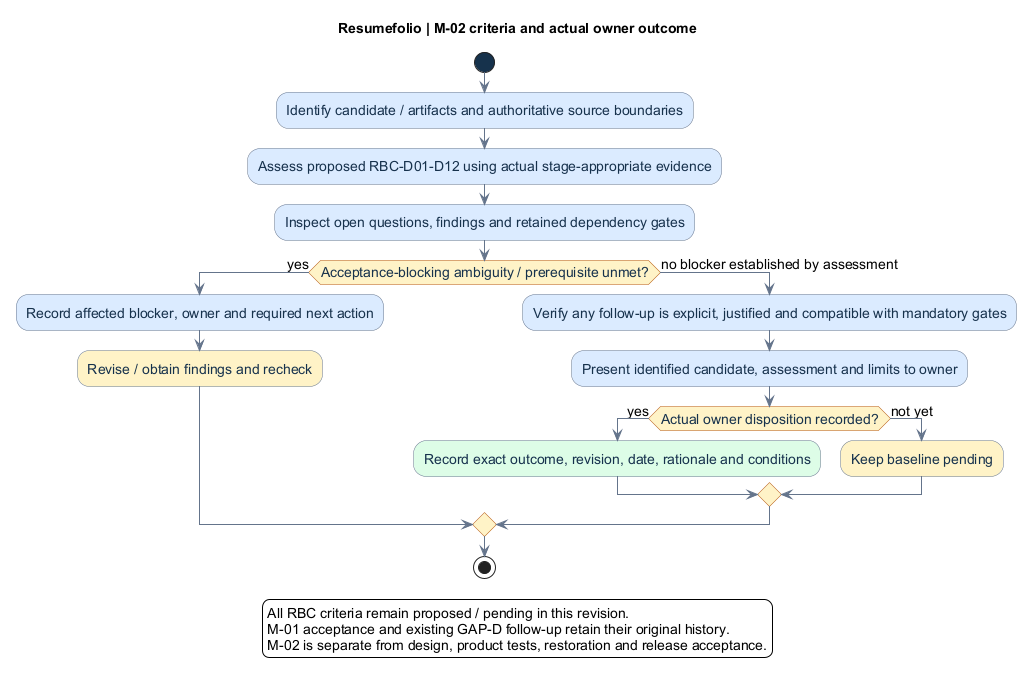 Resumefolio | M-02 criteria and actual owner outcome
Identify candidate / artifacts and authoritative source boundaries
Assess proposed RBC-D01-D12 using actual stage-appropriate evidence
Inspect open questions, findings and retained dependency gates
yes
Acceptance-blocking ambiguity / prerequisite unmet?
no blocker established by assessment
Record affected blocker, owner and required next action
Revise / obtain findings and recheck
Verify any follow-up is explicit, justified and compatible with mandatory gates
Present identified candidate, assessment and limits to owner
yes
Actual owner disposition recorded?
not yet
Record exact outcome, revision, date, rationale and conditions
Keep baseline pending
All RBC criteria remain proposed / pending in this revision.
M-01 acceptance and existing GAP-D follow-up retain their original history.
M-02 is separate from design, product tests, restoration and release acceptance.